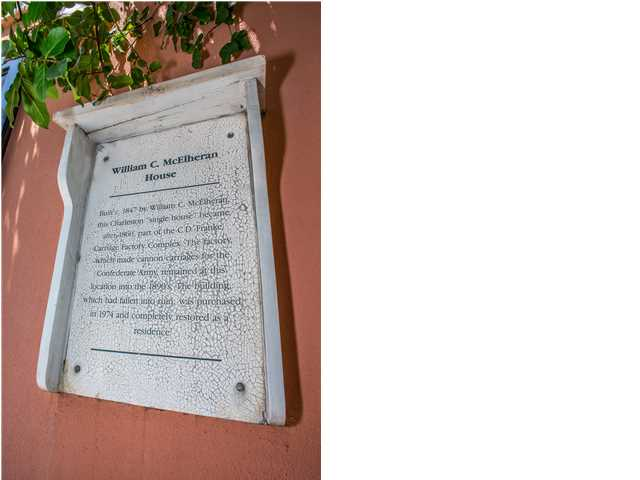 William C. McElheran
House
Built c. 1847 by William C. McElheran,
this Charleston "single house" became,
after 1860, part of the C.D. Franke
Carriage Factory Complex. The factory,
which made cannon carriages for the
Confederate Army, remained at this
location into the 1890's. The building,
which had fallen into ruin, was purchased
in 1974 and completely restored as a
residence.